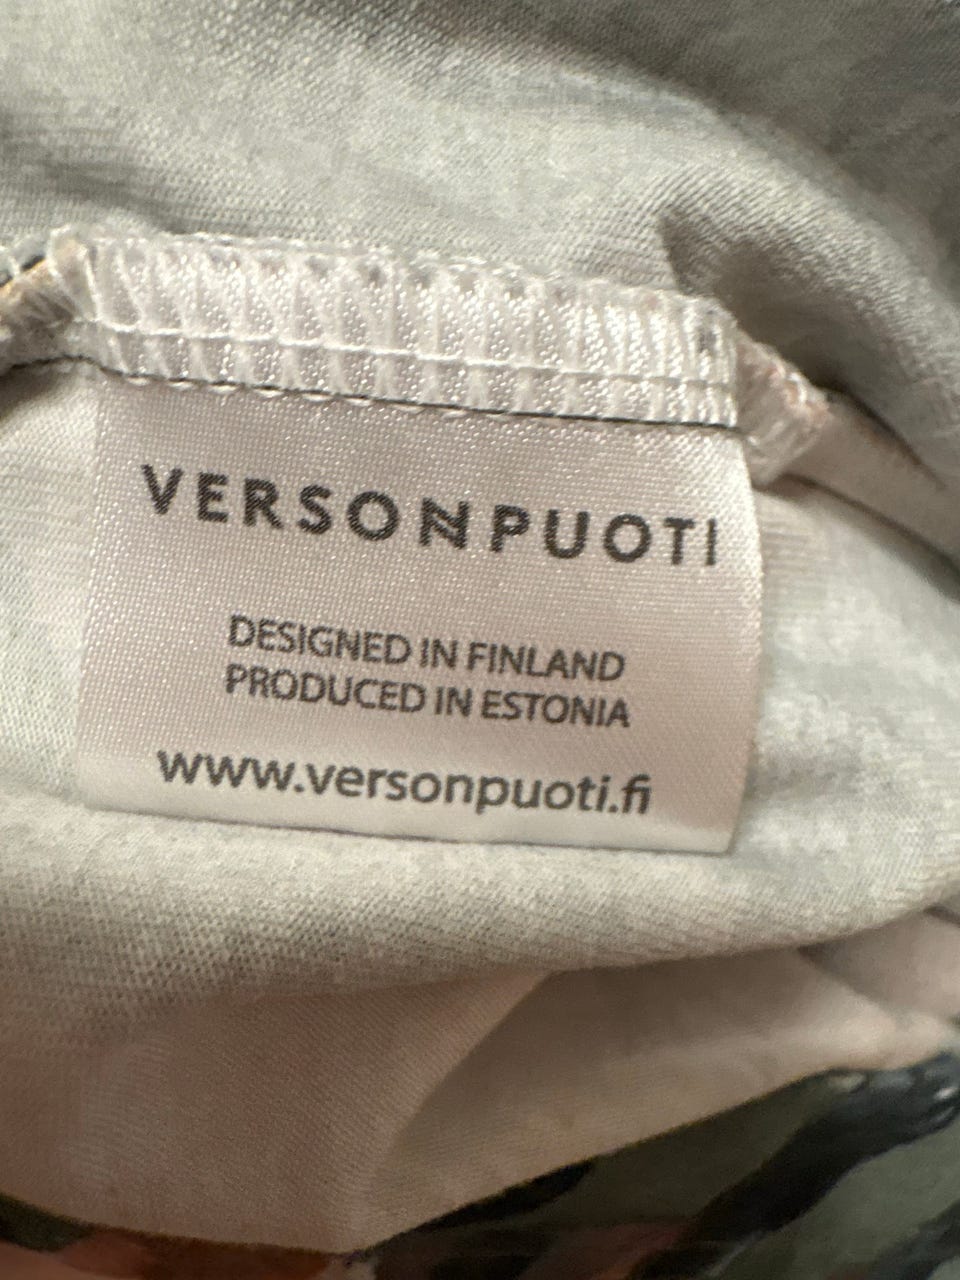 VERSONPUOTI
DESIGNED IN FINLAND
PRODUCED IN ESTONIA
www.versonpuoti.fi